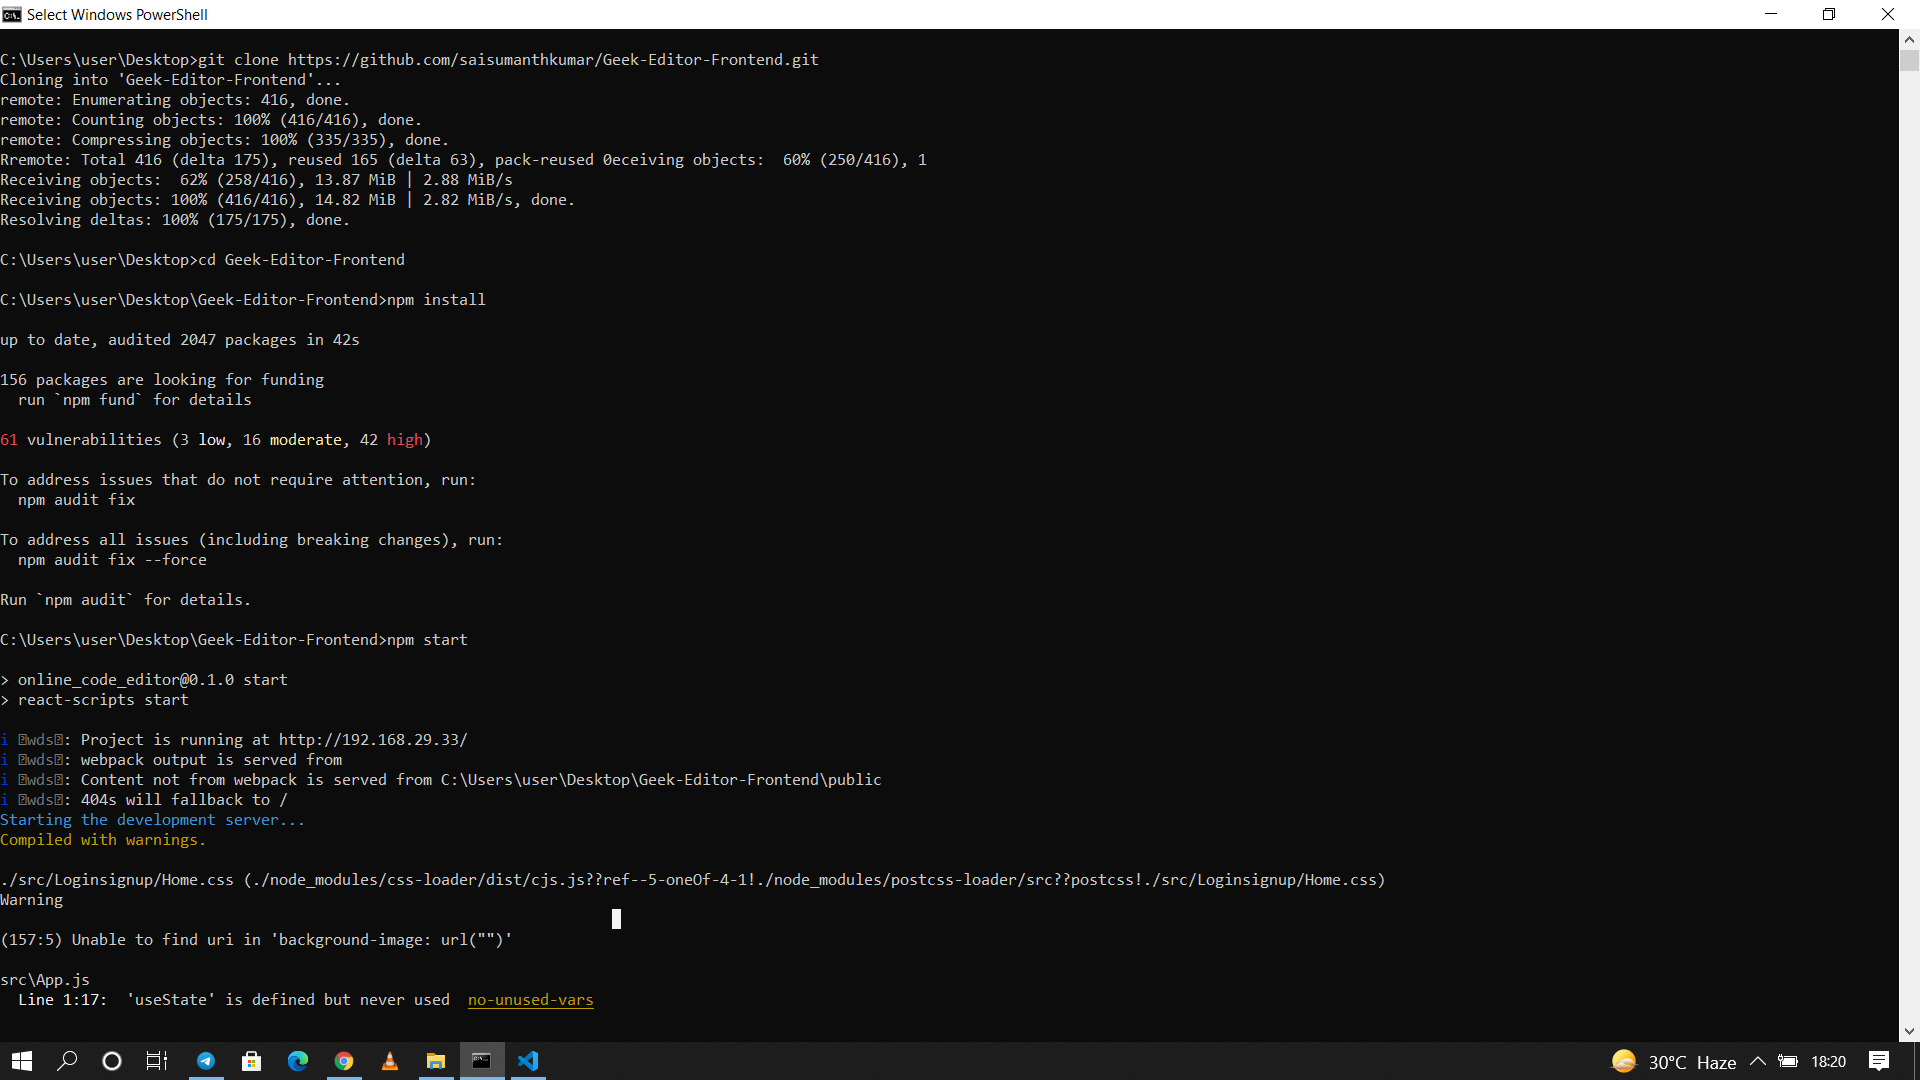 Select Windows PowerShell
C:\Users\user\Desktop>git clone https://github.com/saisumanthkumar/Geek-Editor-Frontend.git
Cloning into 'Geek-Editor-Frontend'...
remote: Enumerating objects: 416, done.
remote: Counting objects: 100% (416/416), done.
remote: Compressing objects: 100% (335/335), done.
Rremote: Total 416 (delta 175), reused 165 (delta 63), pack-reused 0eceiving objects:  60% (250/416), 1
Receiving objects:  62% (258/416), 13.87 MiB | 2.88 MiB/s
Receiving objects: 100% (416/416), 14.82 MiB | 2.82 MiB/s, done.
Resolving deltas: 100% (175/175), done.
C:\Users\user\Desktop>cd Geek-Editor-Frontend
C:\Users\user\Desktop\Geek-Editor-Frontend>npm install
up to date, audited 2047 packages in 42s
156 packages are looking for funding
  run `npm fund` for details
61 vulnerabilities (3 low, 16 moderate, 42 high)
To address issues that do not require attention, run:
  npm audit fix
To address all issues (including breaking changes), run:
  npm audit fix --force
Run `npm audit` for details.
C:\Users\user\Desktop\Geek-Editor-Frontend>npm start
> online_code_editor@0.1.0 start
> react-scripts start
i ⍰wds⍰: Project is running at http://192.168.29.33/
i ⍰wds⍰: webpack output is served from
i ⍰wds⍰: Content not from webpack is served from C:\Users\user\Desktop\Geek-Editor-Frontend\public
i ⍰wds⍰: 404s will fallback to /
Starting the development server...
Compiled with warnings.
./src/Loginsignup/Home.css (./node_modules/css-loader/dist/cjs.js??ref--5-oneOf-4-1!./node_modules/postcss-loader/src??postcss!./src/Loginsignup/Home.css)
Warning
(157:5) Unable to find uri in 'background-image: url("")'
src\App.js
  Line 1:17:  'useState' is defined but never used  no-unused-vars
30°C Haze 18:20